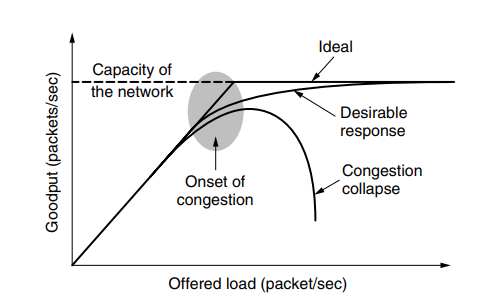 Ideal
Capacity of
the network
Desirable
response
Congestion
collapse
Onset of
congestion
Goodput (packets/sec)
Offered load (packet/sec)